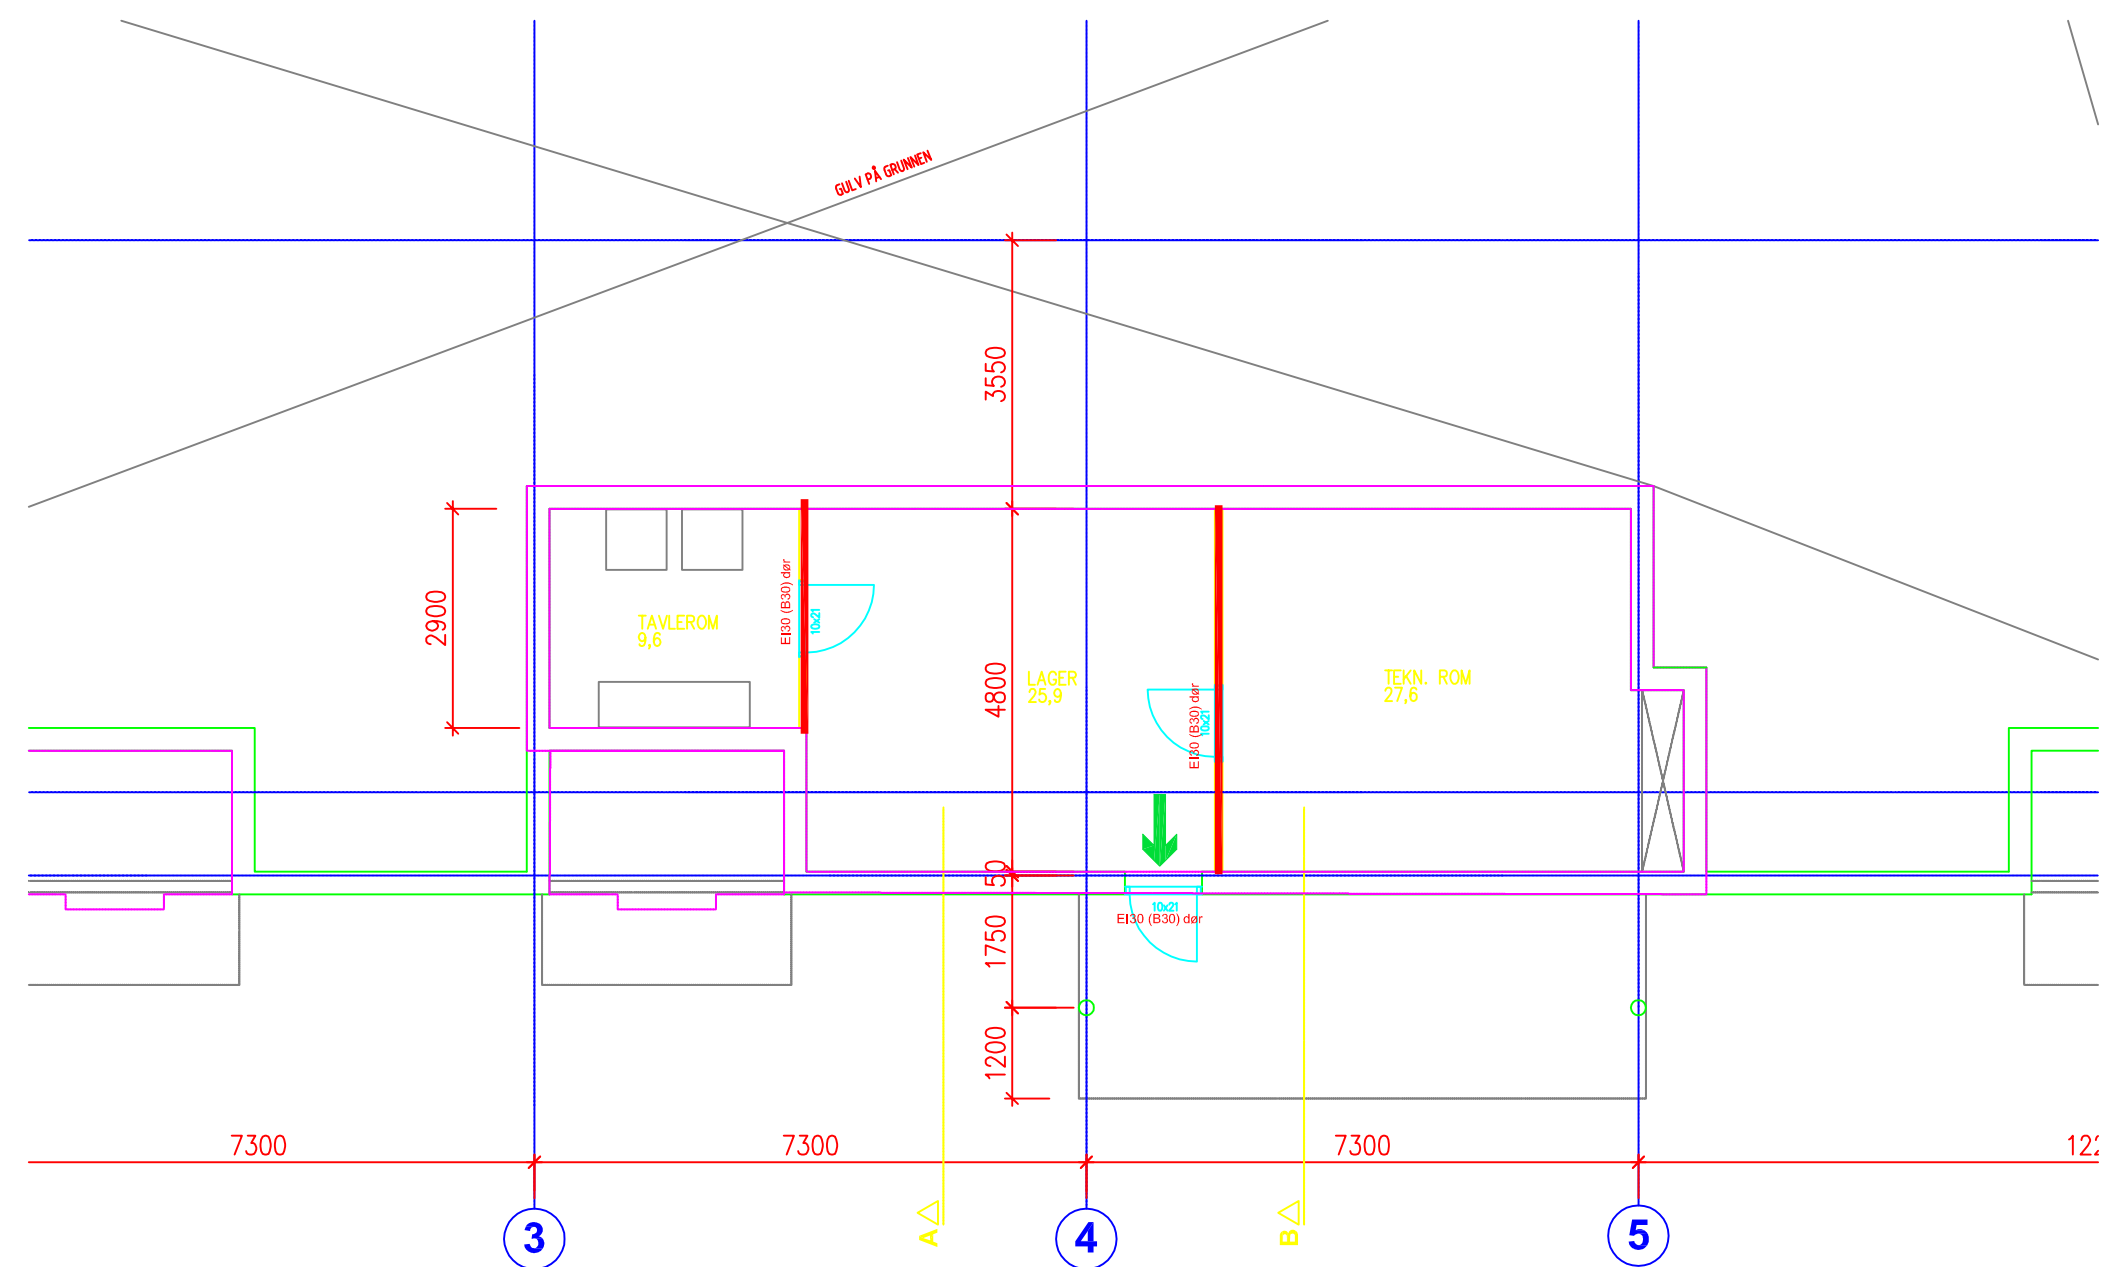 GULV PÅ GRUNNEN
3550
2900
EI30 (B30) dør
10x21
TAVLEROM
9,6
4800
LAGER
25,9
EI30 (B30) dør
10x21
TEKN. ROM
27,6
50
10x21
EI30 (B30) dør
1750
1200
7300
7300
7300
A
B
3
4
5